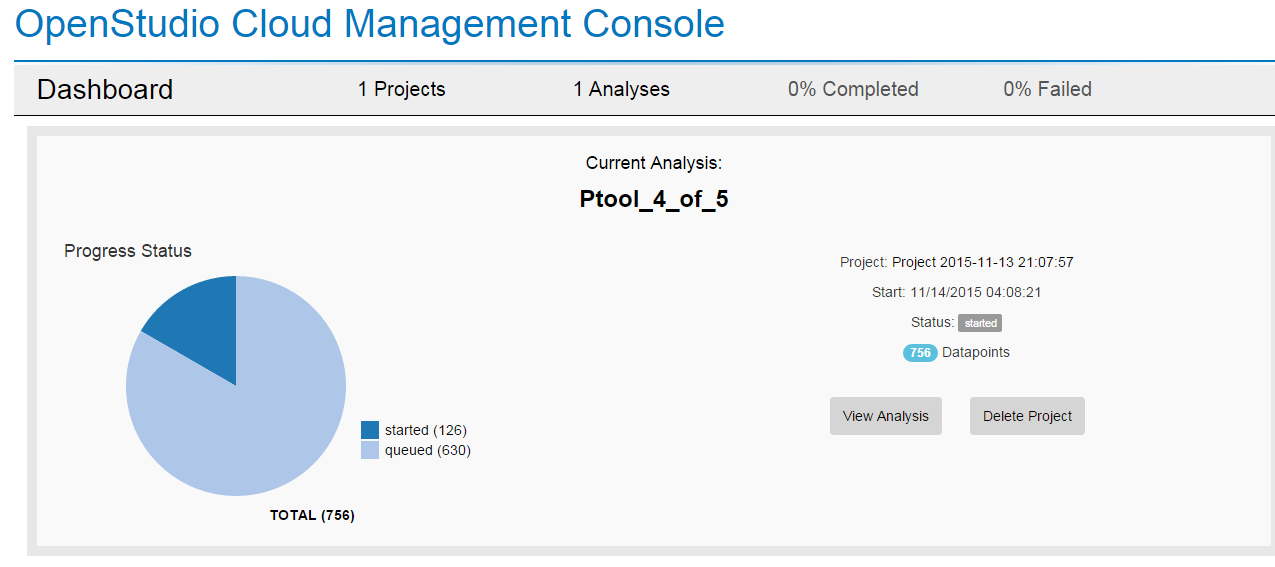 OpenStudio Cloud Management Console
Dashboard 1 Projects 1 Analyses 0% Completed 0% Failed
Current Analysis:
Ptool_4_of_5
Progress Status
started (126)
queued (630)
TOTAL (756)
Project: Project 2015-11-13 21:07:57
Start: 11/14/2015 04:08:21
Status: started
756 Datapoints
View Analysis Delete Project